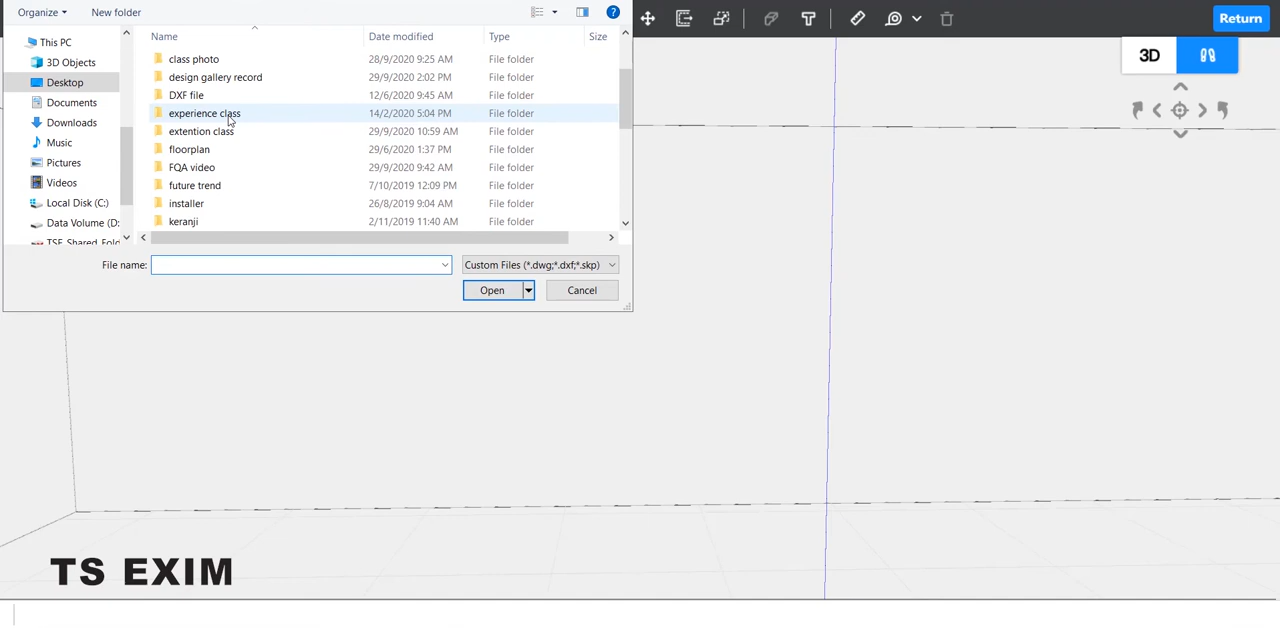 Organize New folder
Return
Name Date modified Type Size
This PC
3D Objects
Desktop
Documents
Downloads
Music
Pictures
Videos
Local Disk (C:)
Data Volume (D:
class photo 28/9/2020 9:25 AM File folder
design gallery record 29/9/2020 2:02 PM File folder
DXF file 12/6/2020 9:45 AM File folder
experience class 14/2/2020 5:04 PM File folder
extention class 29/9/2020 10:59 AM File folder
floorplan 29/6/2020 1:37 PM File folder
FQA video 29/9/2020 9:42 AM File folder
future trend 7/10/2019 12:09 PM File folder
installer 26/8/2019 9:04 AM File folder
keranji 2/11/2019 11:40 AM File folder
3D
File name: Custom Files (*.dwg;*.dxf;*.skp)
Open Cancel
TS EXIM